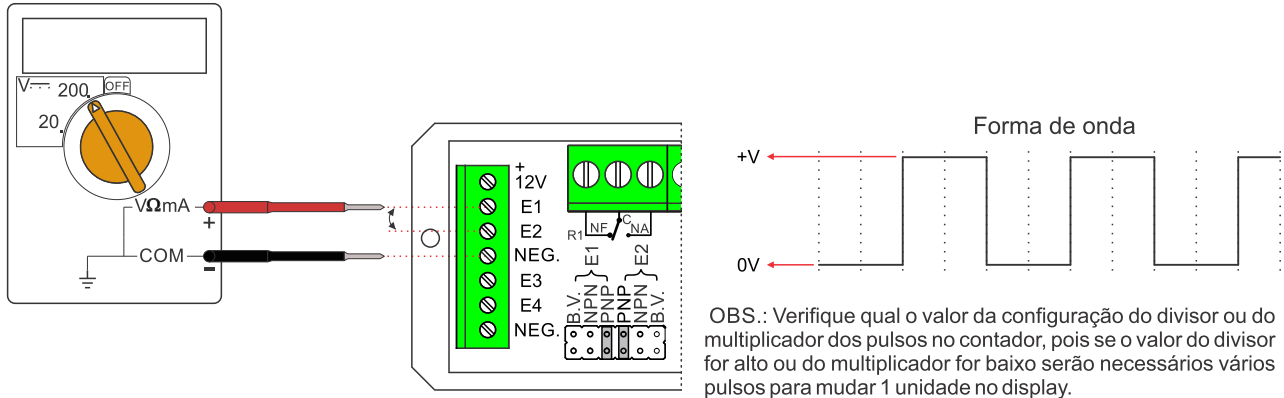 V
200
OFF
20
VΩmA
+
COM
-
+
12V
E1
E2
NEG.
E3
E4
NEG.
R1
NF
C
NA
E1
E2
B.V.
NPN
PNP
PNP
NPN
B.V.
Forma de onda
+V
0V
OBS.: Verifique qual o valor da configuração do divisor ou do
multiplicador dos pulsos no contador, pois se o valor do divisor
for alto ou do multiplicador for baixo serão necessários vários
pulsos para mudar 1 unidade no display.